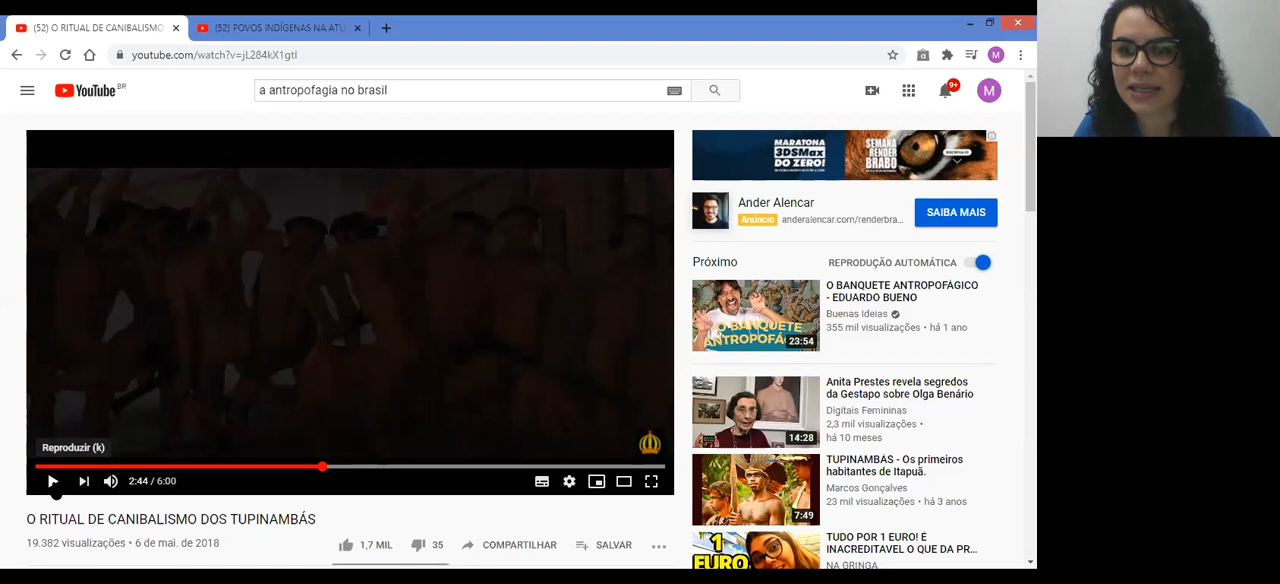 (52) O RITUAL DE CANIBALISMO
(52) POVOS INDÍGENAS NA ATU
youtube.com/watch?v=jL284kX1gtI
M
YouTube BR
a antropofagia no brasil
9+
M
MARATONA
3DSMax
DO ZERO!
SEMANA
RENDER
BRABO
Ander Alencar
Anúncio anderalencar.com/renderbra...
SAIBA MAIS
Próximo
REPRODUÇÃO AUTOMÁTICA
O BANQUETE
ANTROPOFÁG
23:54
O BANQUETE ANTROPOFÁGICO
- EDUARDO BUENO
Buenas Ideias
355 mil visualizações • há 1 ano
14:28
Anita Prestes revela segredos
da Gestapo sobre Olga Benário
Digitais Femininas
2,3 mil visualizações •
há 10 meses
7:49
TUPINAMBÁS - Os primeiros
habitantes de Itapuã.
Marcos Gonçalves
23 mil visualizações • há 3 anos
1
EURO
TUDO POR 1 EURO! É
INACREDITAVEL O QUE DA PR...
NA GRINGA
Reproduzir (k)
2:44 / 6:00
O RITUAL DE CANIBALISMO DOS TUPINAMBÁS
19.382 visualizações • 6 de mai. de 2018
1,7 MIL
35
COMPARTILHAR
SALVAR